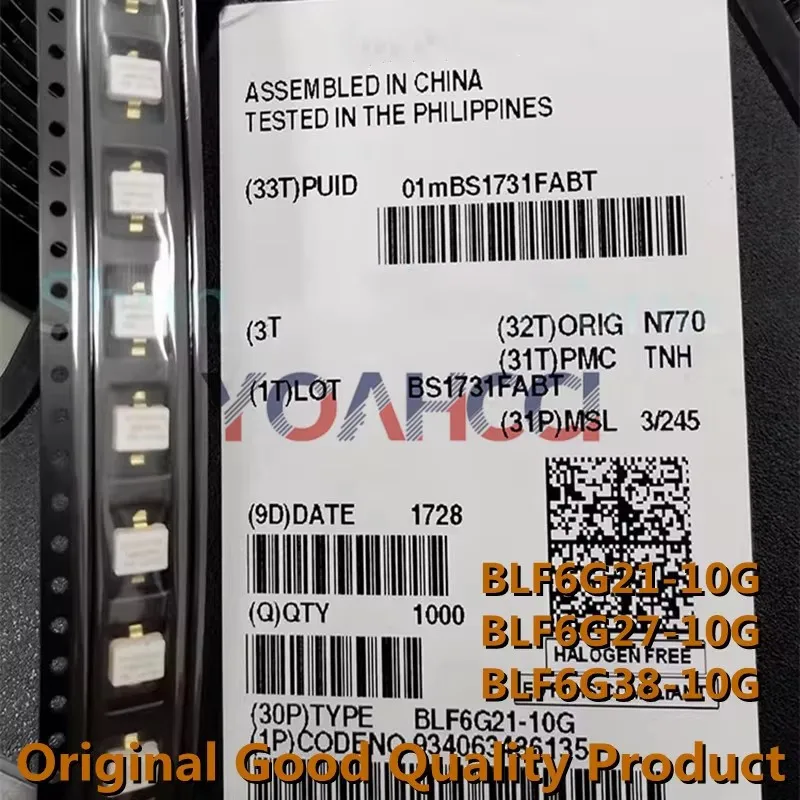 ASSEMBLED IN CHINA
TESTED IN THE PHILIPPINES
(33T)PUID 01mBS1731FABT
(3T (32T)ORIG N770
(31T)PMC TNH
YOAHCCI
(1T)LOT BS1731FABT
(31P)MSL 3/245
(9D)DATE 1728
BLF6G21-10G
(Q)QTY 1000
BLF6G27-10G
HALOGEN FREE
BLF6G38-10G
(30P)TYPE BLF6G21-10G
(1P)CODENO 934063436135
Original Good Quality Product